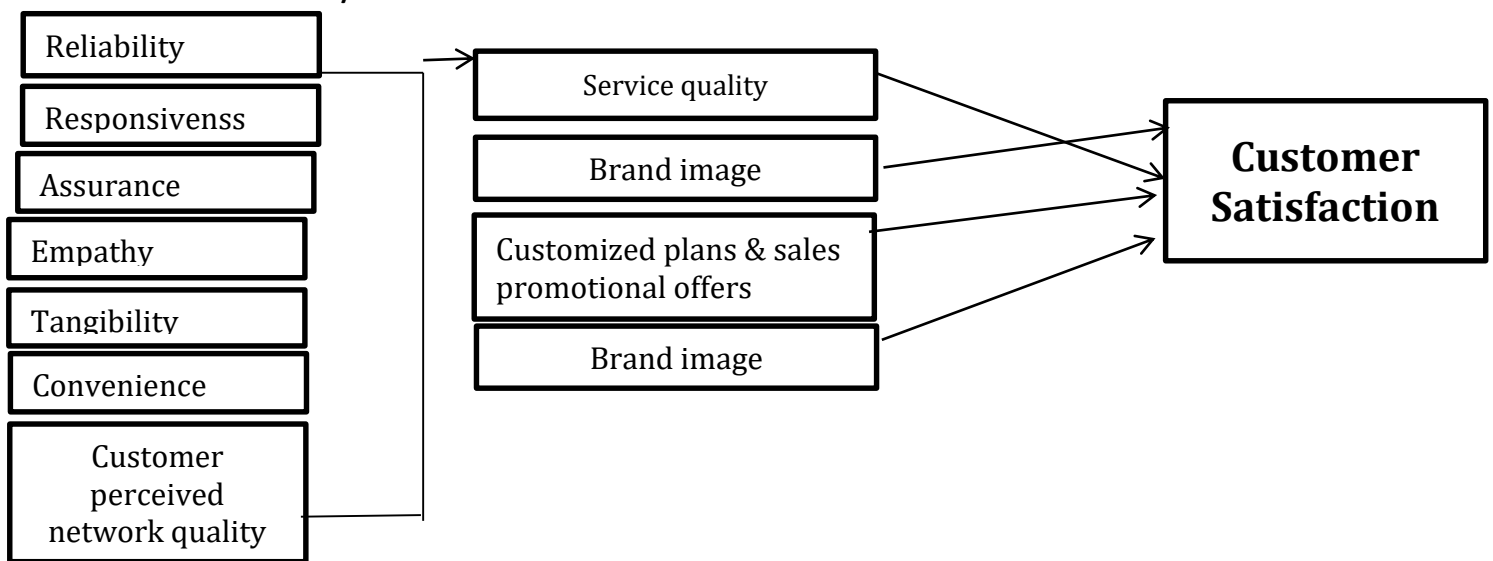 Reliability
Responsivenss
Assurance
Empathy
Tangibility
Convenience
Customer
perceived
network quality
Service quality
Brand image
Customized plans & sales
promotional offers
Brand image
Customer
Satisfaction